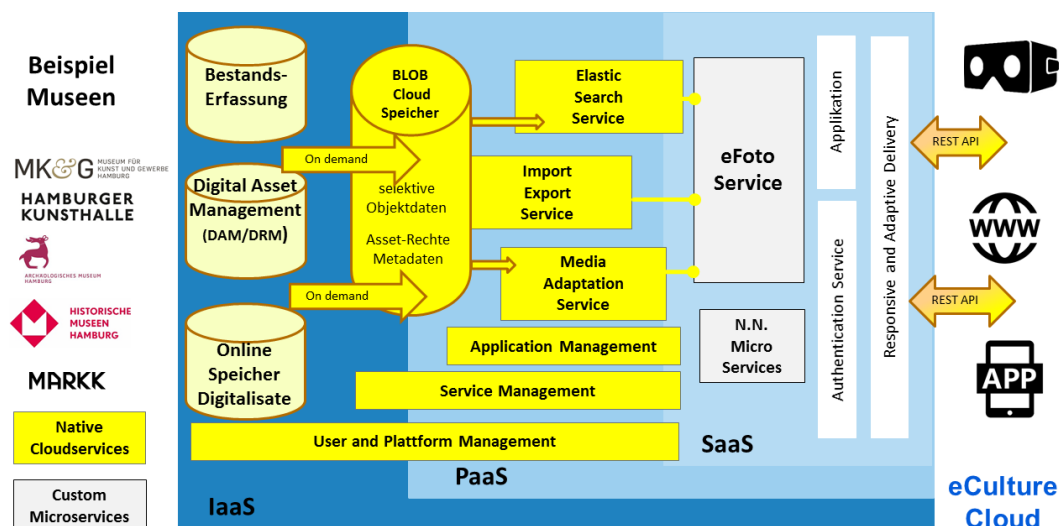 Beispiel
Museen
MK&G
MUSEUM FÜR
KUNST UND GEWERBE
HAMBURG
HAMBURGER
KUNSTHALLE
ARCHÄOLOGISCHES MUSEUM
HAMBURG
HISTORISCHE
MUSEEN
HAMBURG
MARKK
Native
Cloudservices
Custom
Microservices
Bestands-
Erfassung
Digital Asset
Management
(DAM/DRM)
Online
Speicher
Digitalisate
On demand
On demand
BLOB
Cloud
Speicher
selektive
Objektdaten
Asset-Rechte
Metadaten
Elastic
Search
Service
Import
Export
Service
Media
Adaptation
Service
Application Management
Service Management
User and Plattform Management
IaaS
PaaS
SaaS
eFoto
Service
N.N.
Micro
Services
Applikation
Authentication Service
Responsive and Adaptive Delivery
REST API
REST API
WWW
APP
eCulture
Cloud